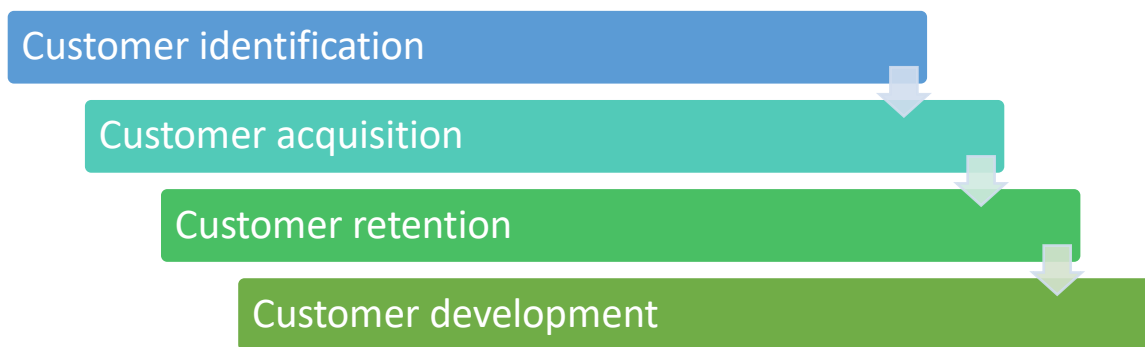 Customer identification
Customer acquisition
Customer retention
Customer development